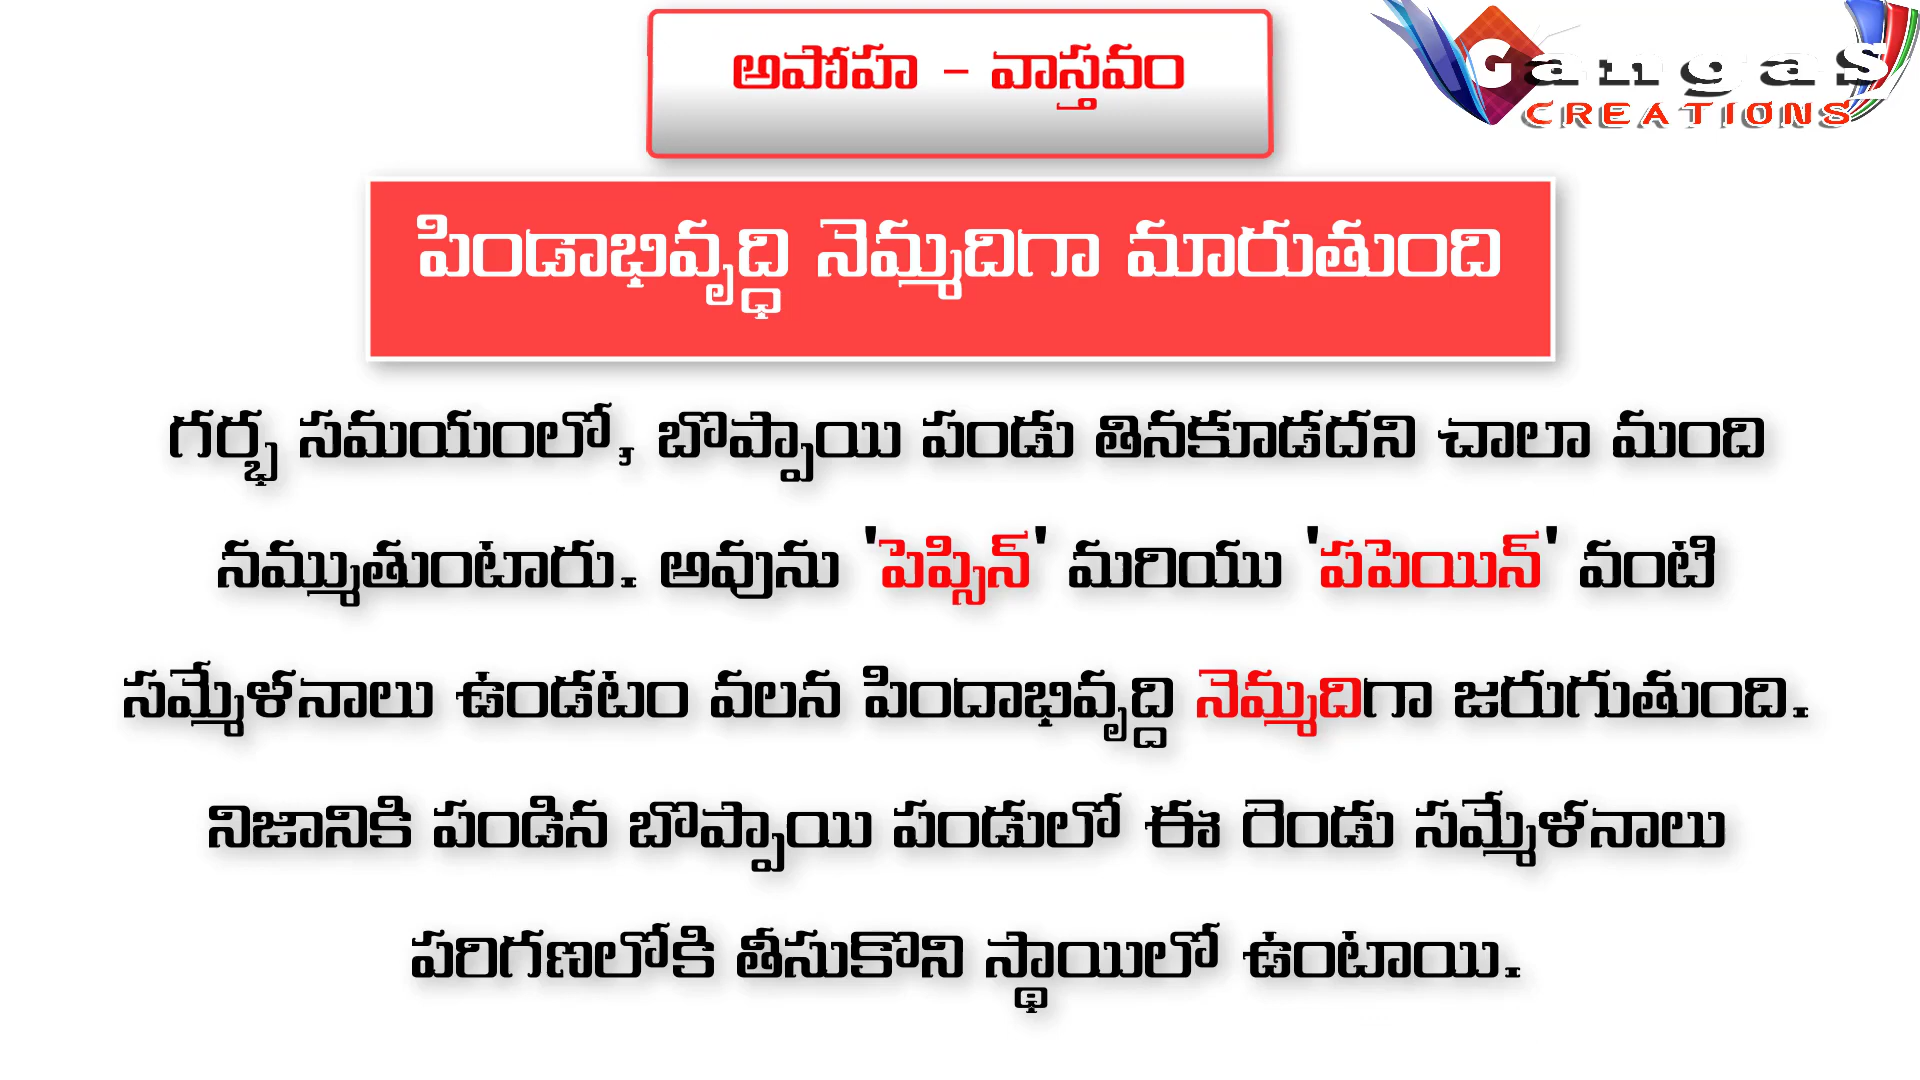 అపోహ - వాస్తవం
GangaS
CREATIONS
పిండాభివృద్ధి నెమ్మదిగా మారుతుంది
గర్భ సమయంలో, బొప్పాయి పండు తినకూడదని చాలా మంది
నమ్ముతుంటారు. అవును 'పెప్సిన్' మరియు 'పపెయిన్' వంటి
సమ్మేళనాలు ఉండటం వలన పిందాభివృద్ది నెమ్మదిగా జరుగుతుంది.
నిజానికి పండిన బొప్పాయి పండులో ఈ రెండు సమ్మేళనాలు
పరిగణలోకి తీసుకొని స్థాయిలో ఉంటాయి.